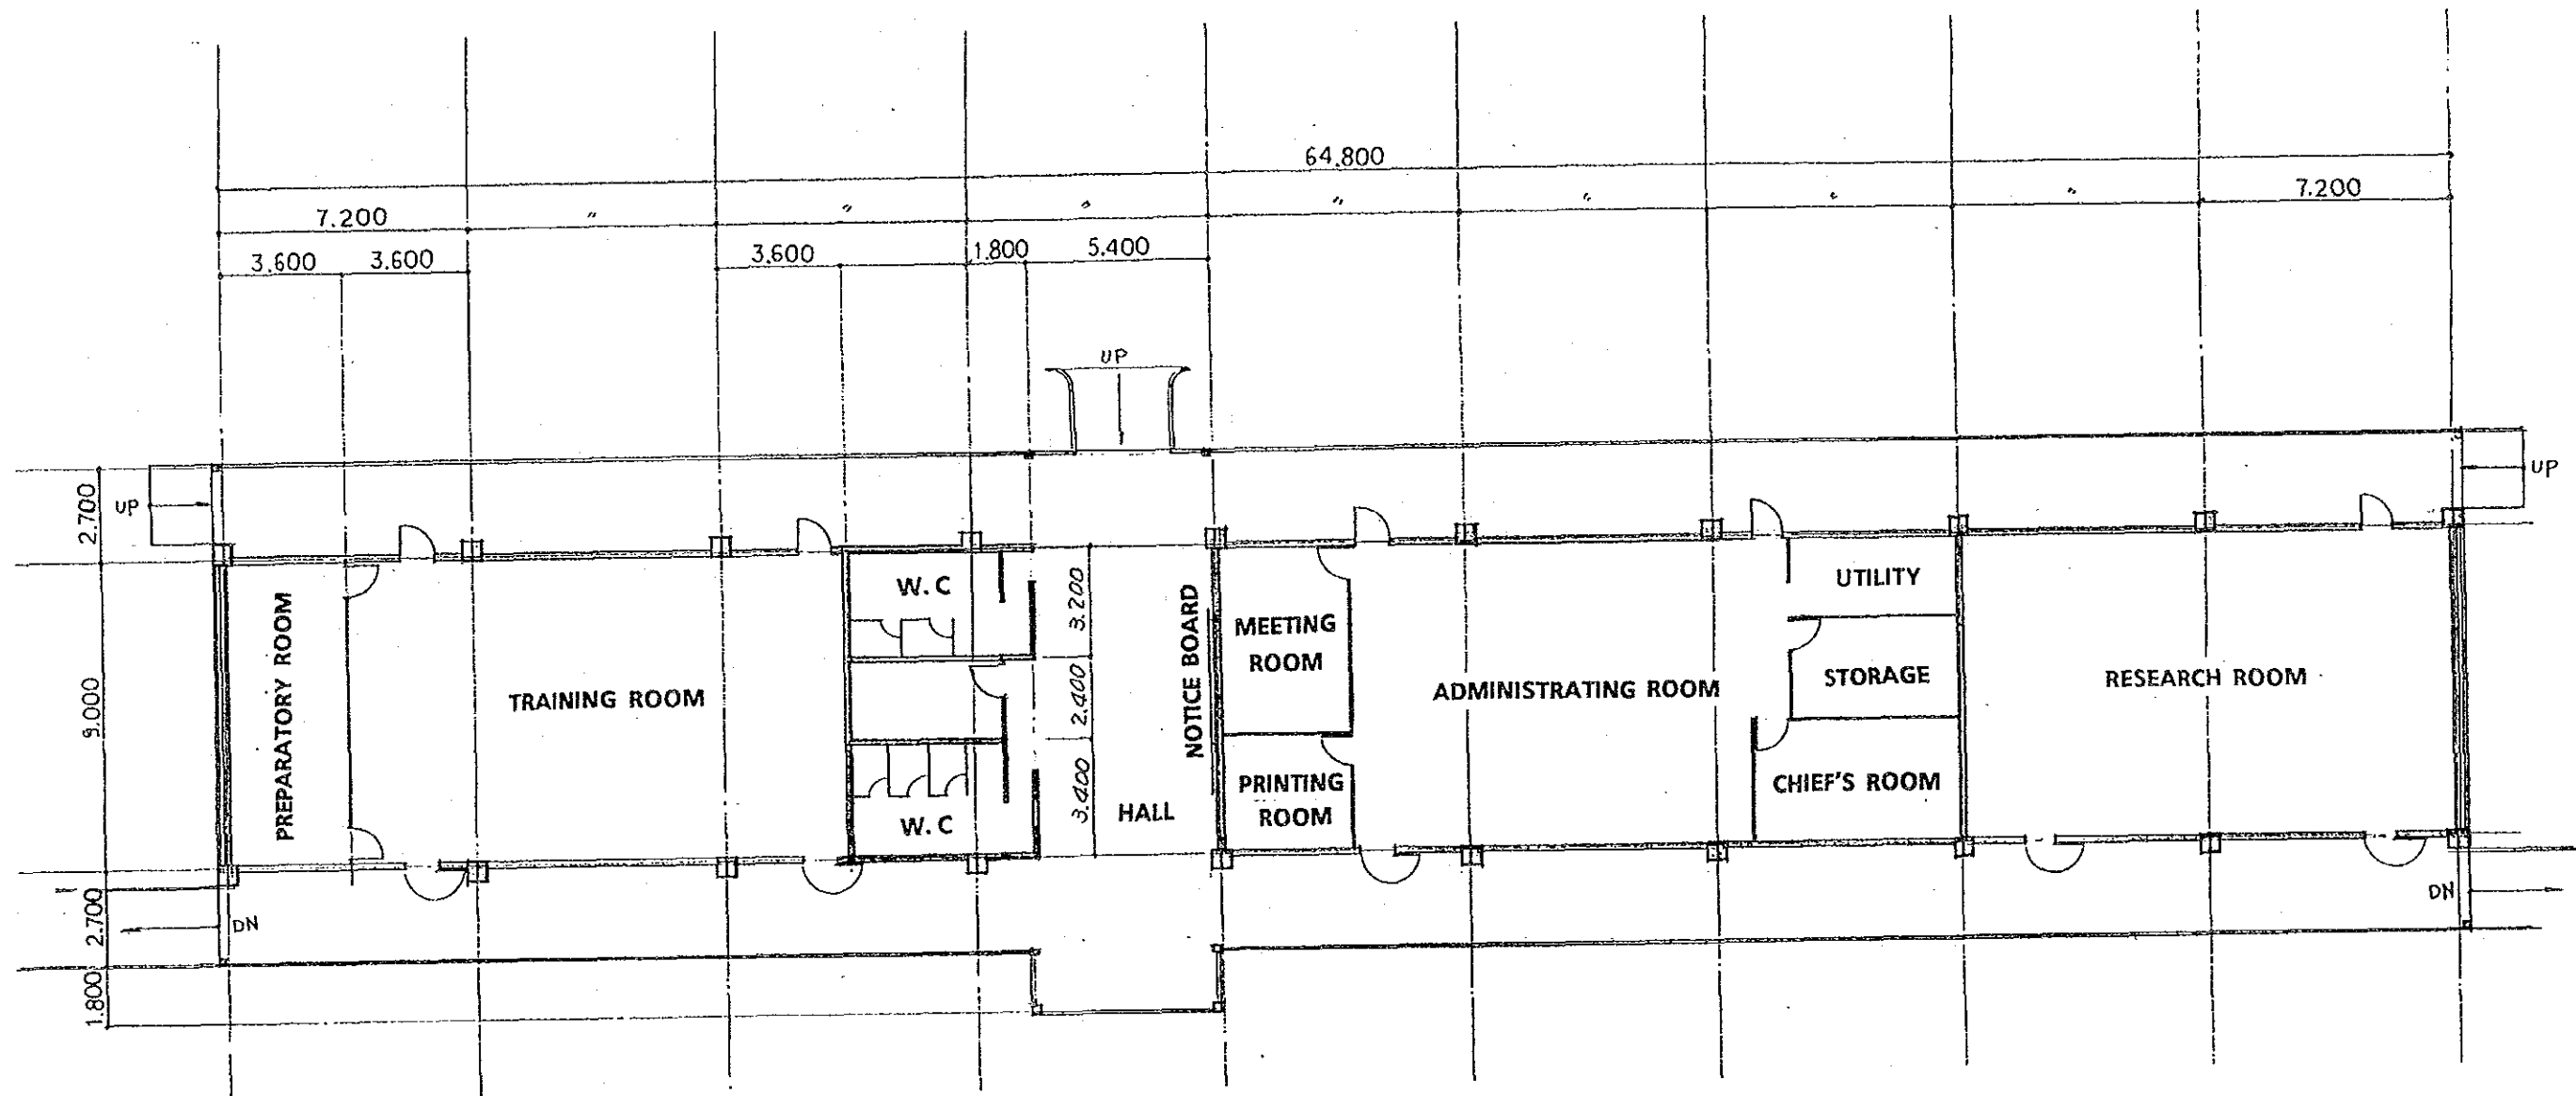 64.800
7.200 〃 〃 〃 〃 〃 〃 〃 7.200
3.600 3.600 3.600 1.800 5.400
UP
UP
UP
2.700
9.000
2.700
1.800
PREPARATORY ROOM
TRAINING ROOM
W.C
W.C
3.200
2.400
3.400
HALL
NOTICE BOARD
MEETING
ROOM
PRINTING
ROOM
ADMINISTRATING ROOM
UTILITY
STORAGE
CHIEF'S ROOM
RESEARCH ROOM
DN
DN